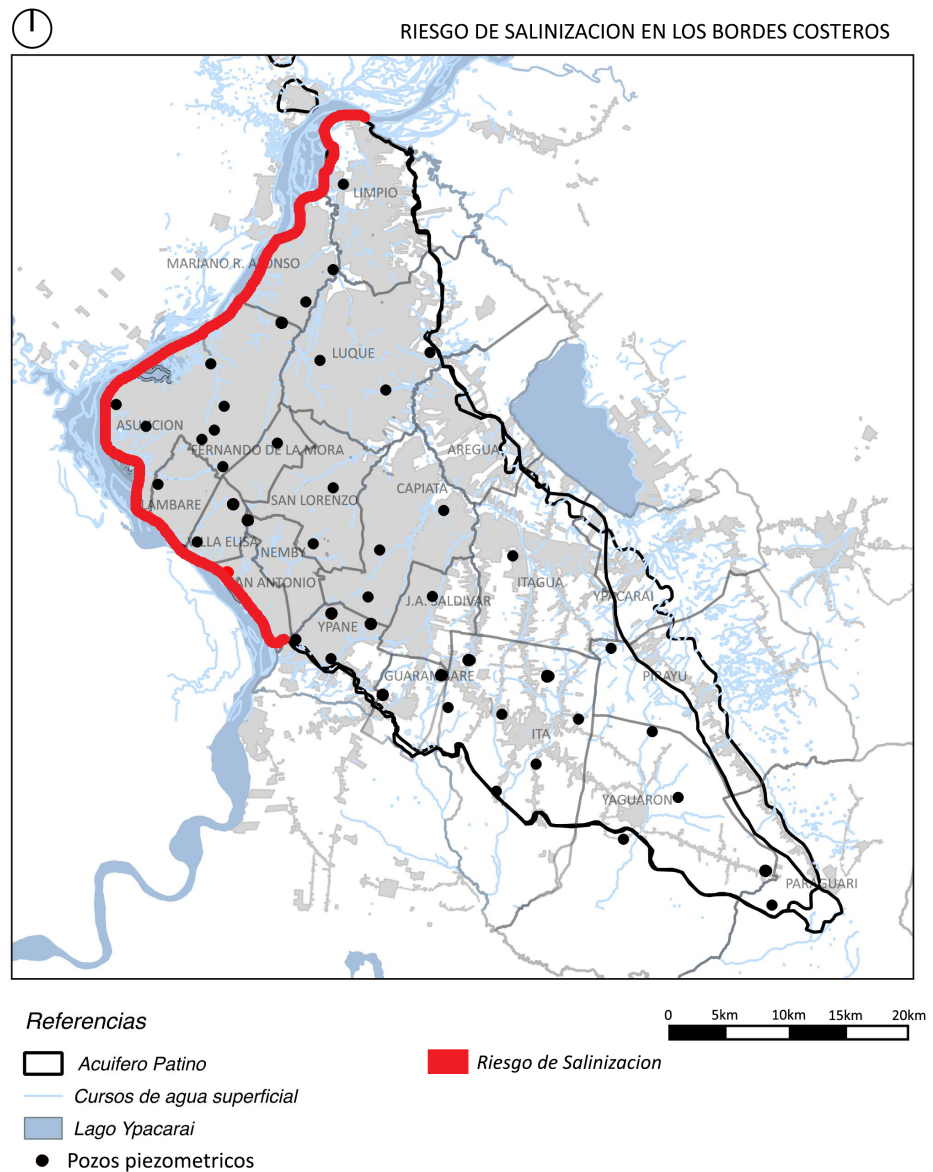 RIESGO DE SALINIZACION EN LOS BORDES COSTEROS
LIMPIO
MARIANO R. ALONSO
LUQUE
ASUNCION
FERNANDO DE LA MORA
AREGUA
LAMBARE
SAN LORENZO
CAPIATA
VILLA ELISA
NEMBY
SAN ANTONIO
ITAGUA
J.A. SALDIVAR
YPACARAI
YPANE
GUARAMBARE
PIRAYU
ITA
YAGUARON
PARAGUARI
Referencias
0 5km 10km 15km 20km
Acuifero Patino
Riesgo de Salinizacion
Cursos de agua superficial
Lago Ypacarai
Pozos piezometricos